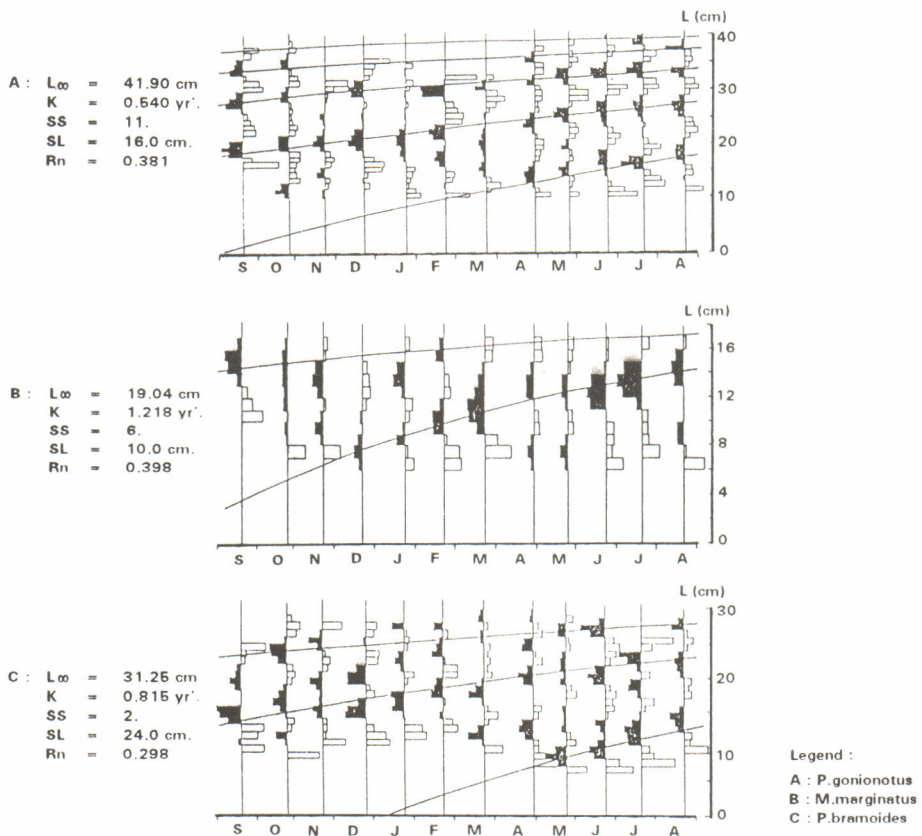 L (cm)
40
30
20
10
0
A : L∞ = 41.90 cm
K = 0.540 yr'.
SS = 11.
SL = 16.0 cm.
Rn = 0.381
S O N D J F M A M J J A
L (cm)
16
12
8
4
0
B : L∞ = 19.04 cm
K = 1.218 yr'.
SS = 6.
SL = 10.0 cm.
Rn = 0.398
S O N D J F M A M J J A
L (cm)
30
20
10
0
C : L∞ = 31.25 cm
K = 0.815 yr'.
SS = 2.
SL = 24.0 cm.
Rn = 0.298
S O N D J F M A M J J A
Legend :
A : P.gonionotus
B : M.marginatus
C : P.bramoides